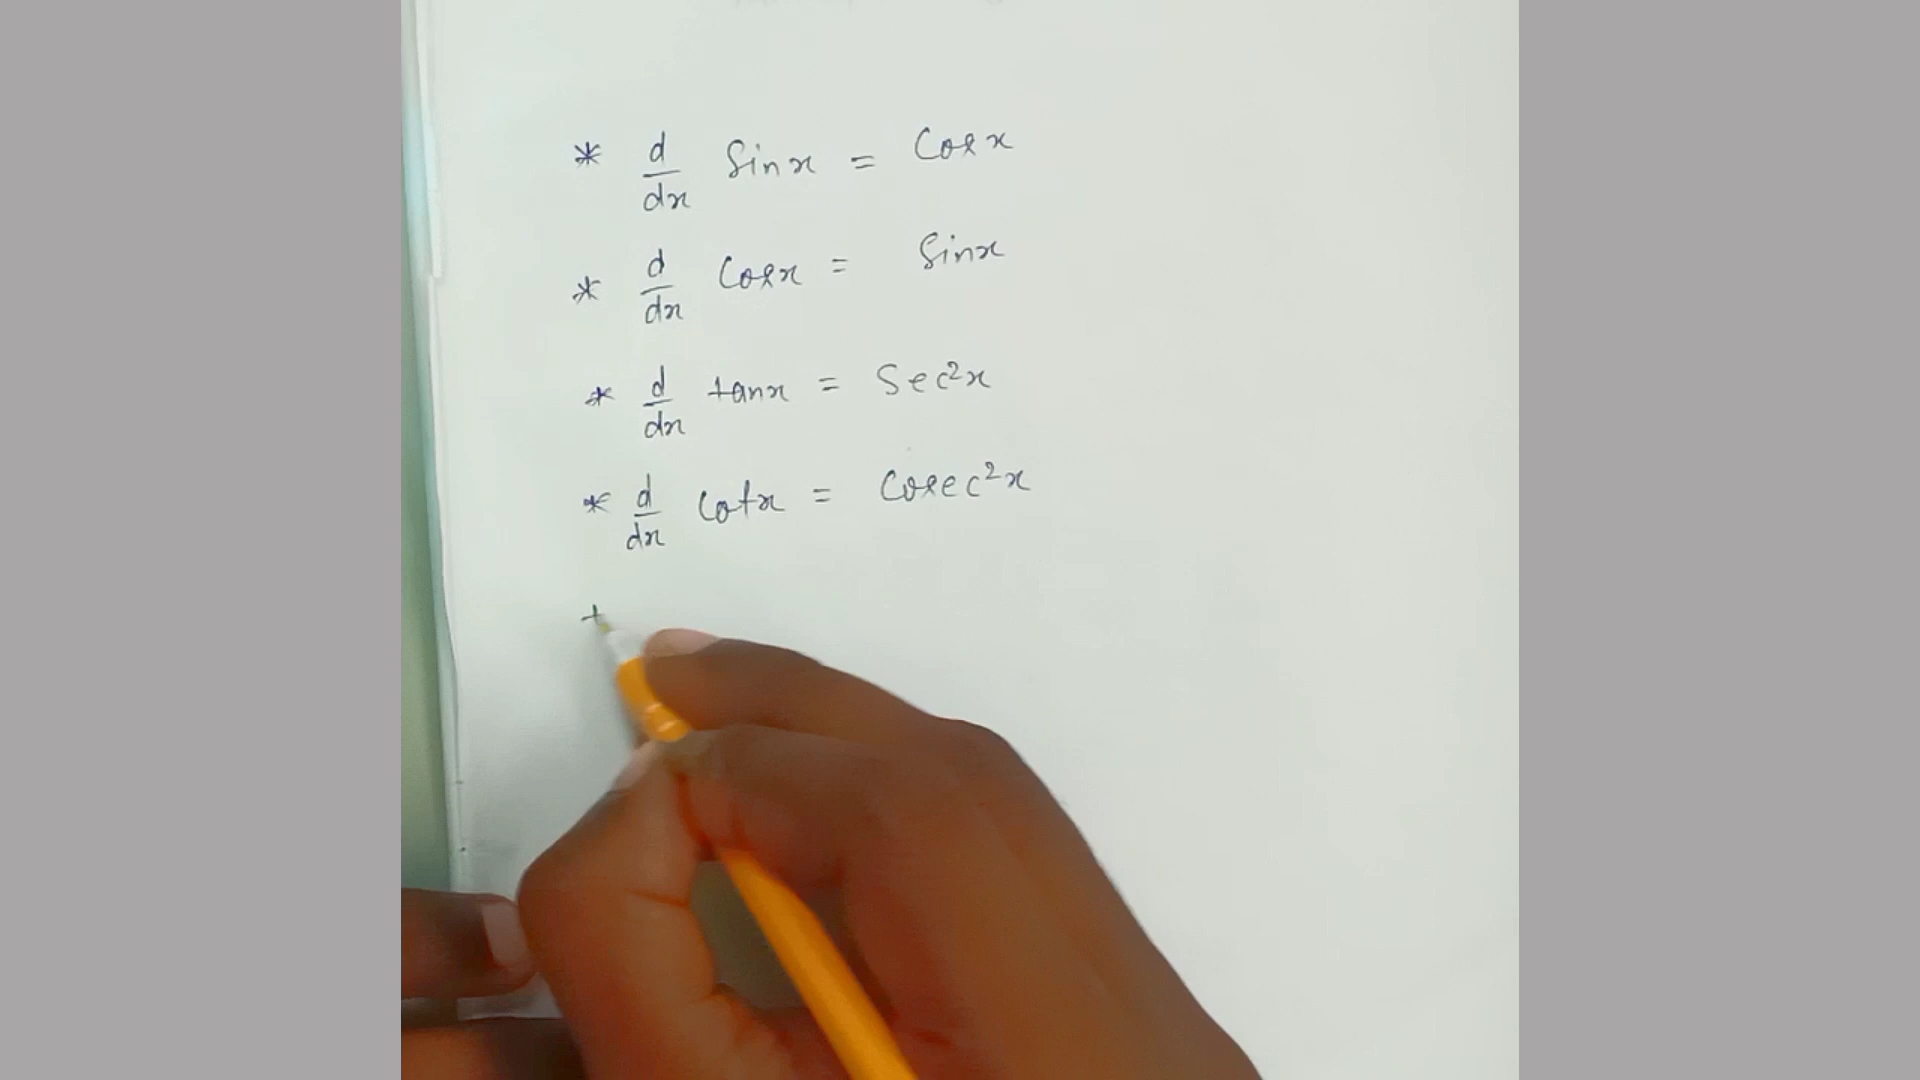 * d/dx Sinx = Cosx
* d/dx Cosx = Sinx
* d/dx tanx = Sec²x
* d/dx Cotx = Cosec²x